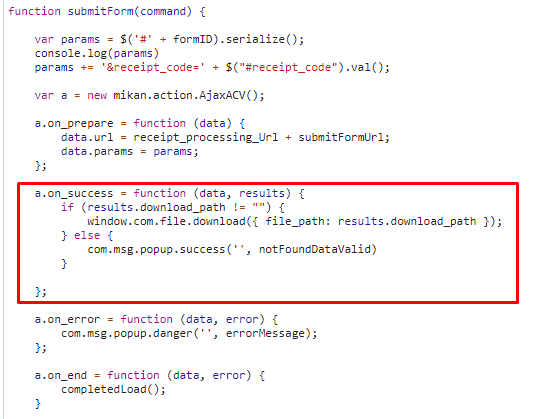 function submitForm(command) {
var params = $('#' + formID).serialize();
console.log(params)
params += '&receipt_code=' + $("#receipt_code").val();
var a = new mikan.action.AjaxACV();
a.on_prepare = function (data) {
data.url = receipt_processing_Url + submitFormUrl;
data.params = params;
};
a.on_success = function (data, results) {
if (results.download_path != "") {
window.com.file.download({ file_path: results.download_path });
} else {
com.msg.popup.success('', notFoundDataValid)
}
};
a.on_error = function (data, error) {
com.msg.popup.danger('', errorMessage);
};
a.on_end = function (data, error) {
completedLoad();
}